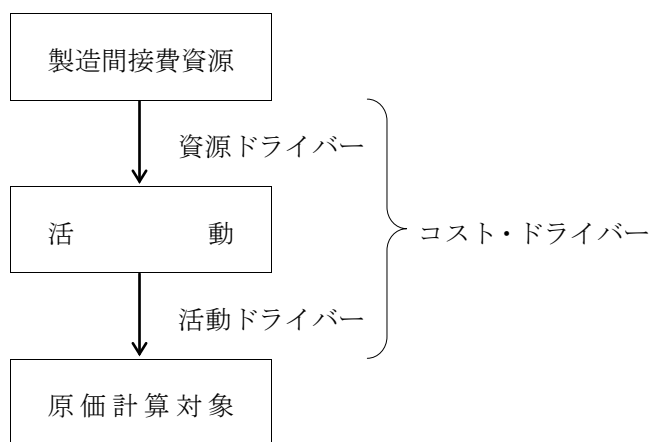 製造間接費資源
資源ドライバー
活動
コスト・ドライバー
活動ドライバー
原価計算対象